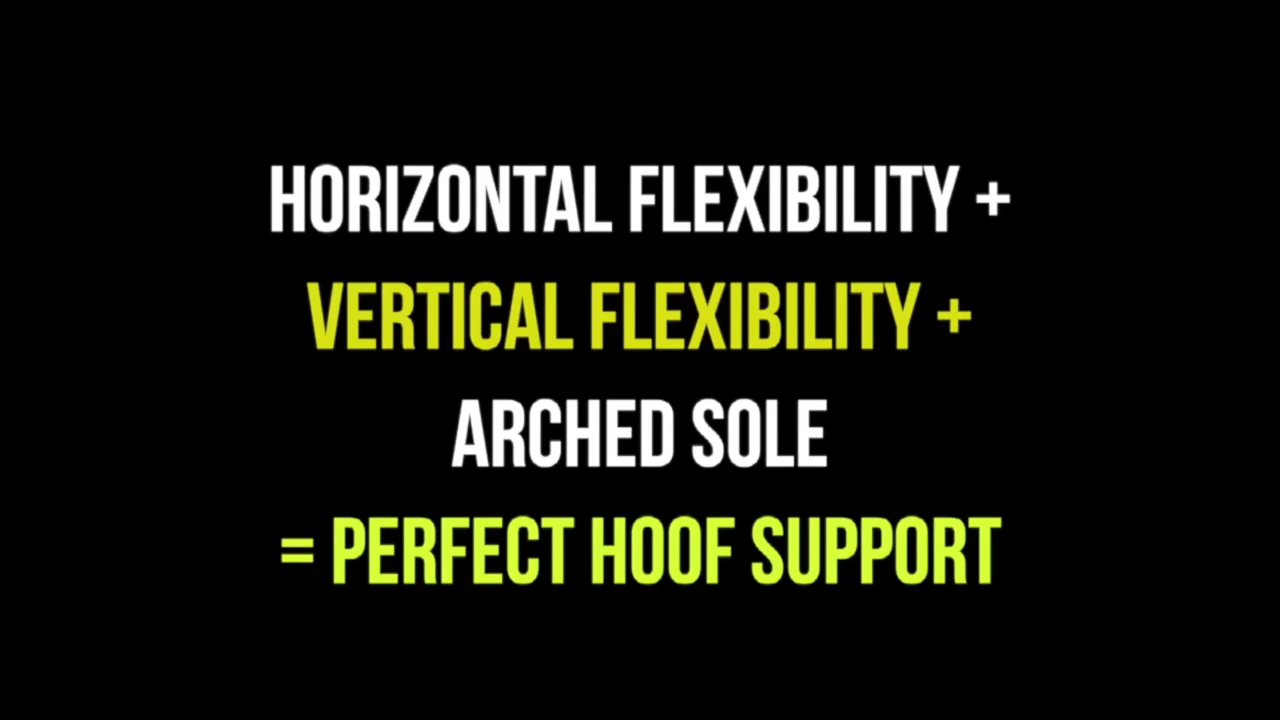 HORIZONTAL FLEXIBILITY +
VERTICAL FLEXIBILITY +
ARCHED SOLE
= PERFECT HOOF SUPPORT